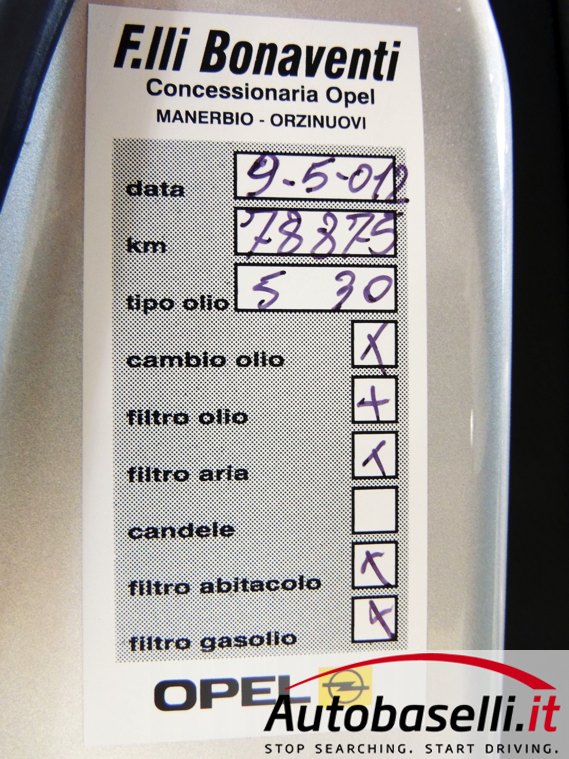 F.lli Bonaventi
Concessionaria Opel
MANERBIO - ORZINUOVI
data 9-5-012
km 78875
tipo olio 5 30
cambio olio X
filtro olio X
filtro aria X
candele
filtro abitacolo X
filtro gasolio X
OPEL
Autobaselli.it
STOP SEARCHING. START DRIVING.